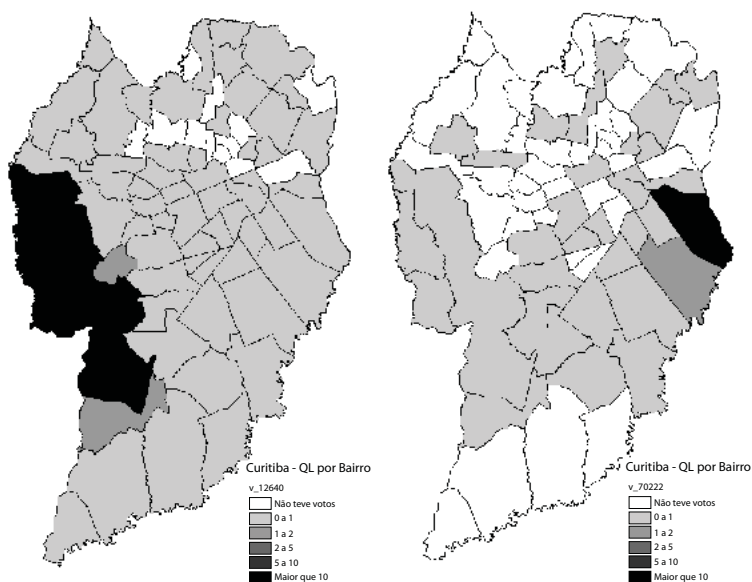 Curitiba - QL por Bairro
v_12640
Não teve votos
0 a 1
1 a 2
2 a 5
5 a 10
Maior que 10
Curitiba - QL por Bairro
v_70222
Não teve votos
0 a 1
1 a 2
2 a 5
5 a 10
Maior que 10